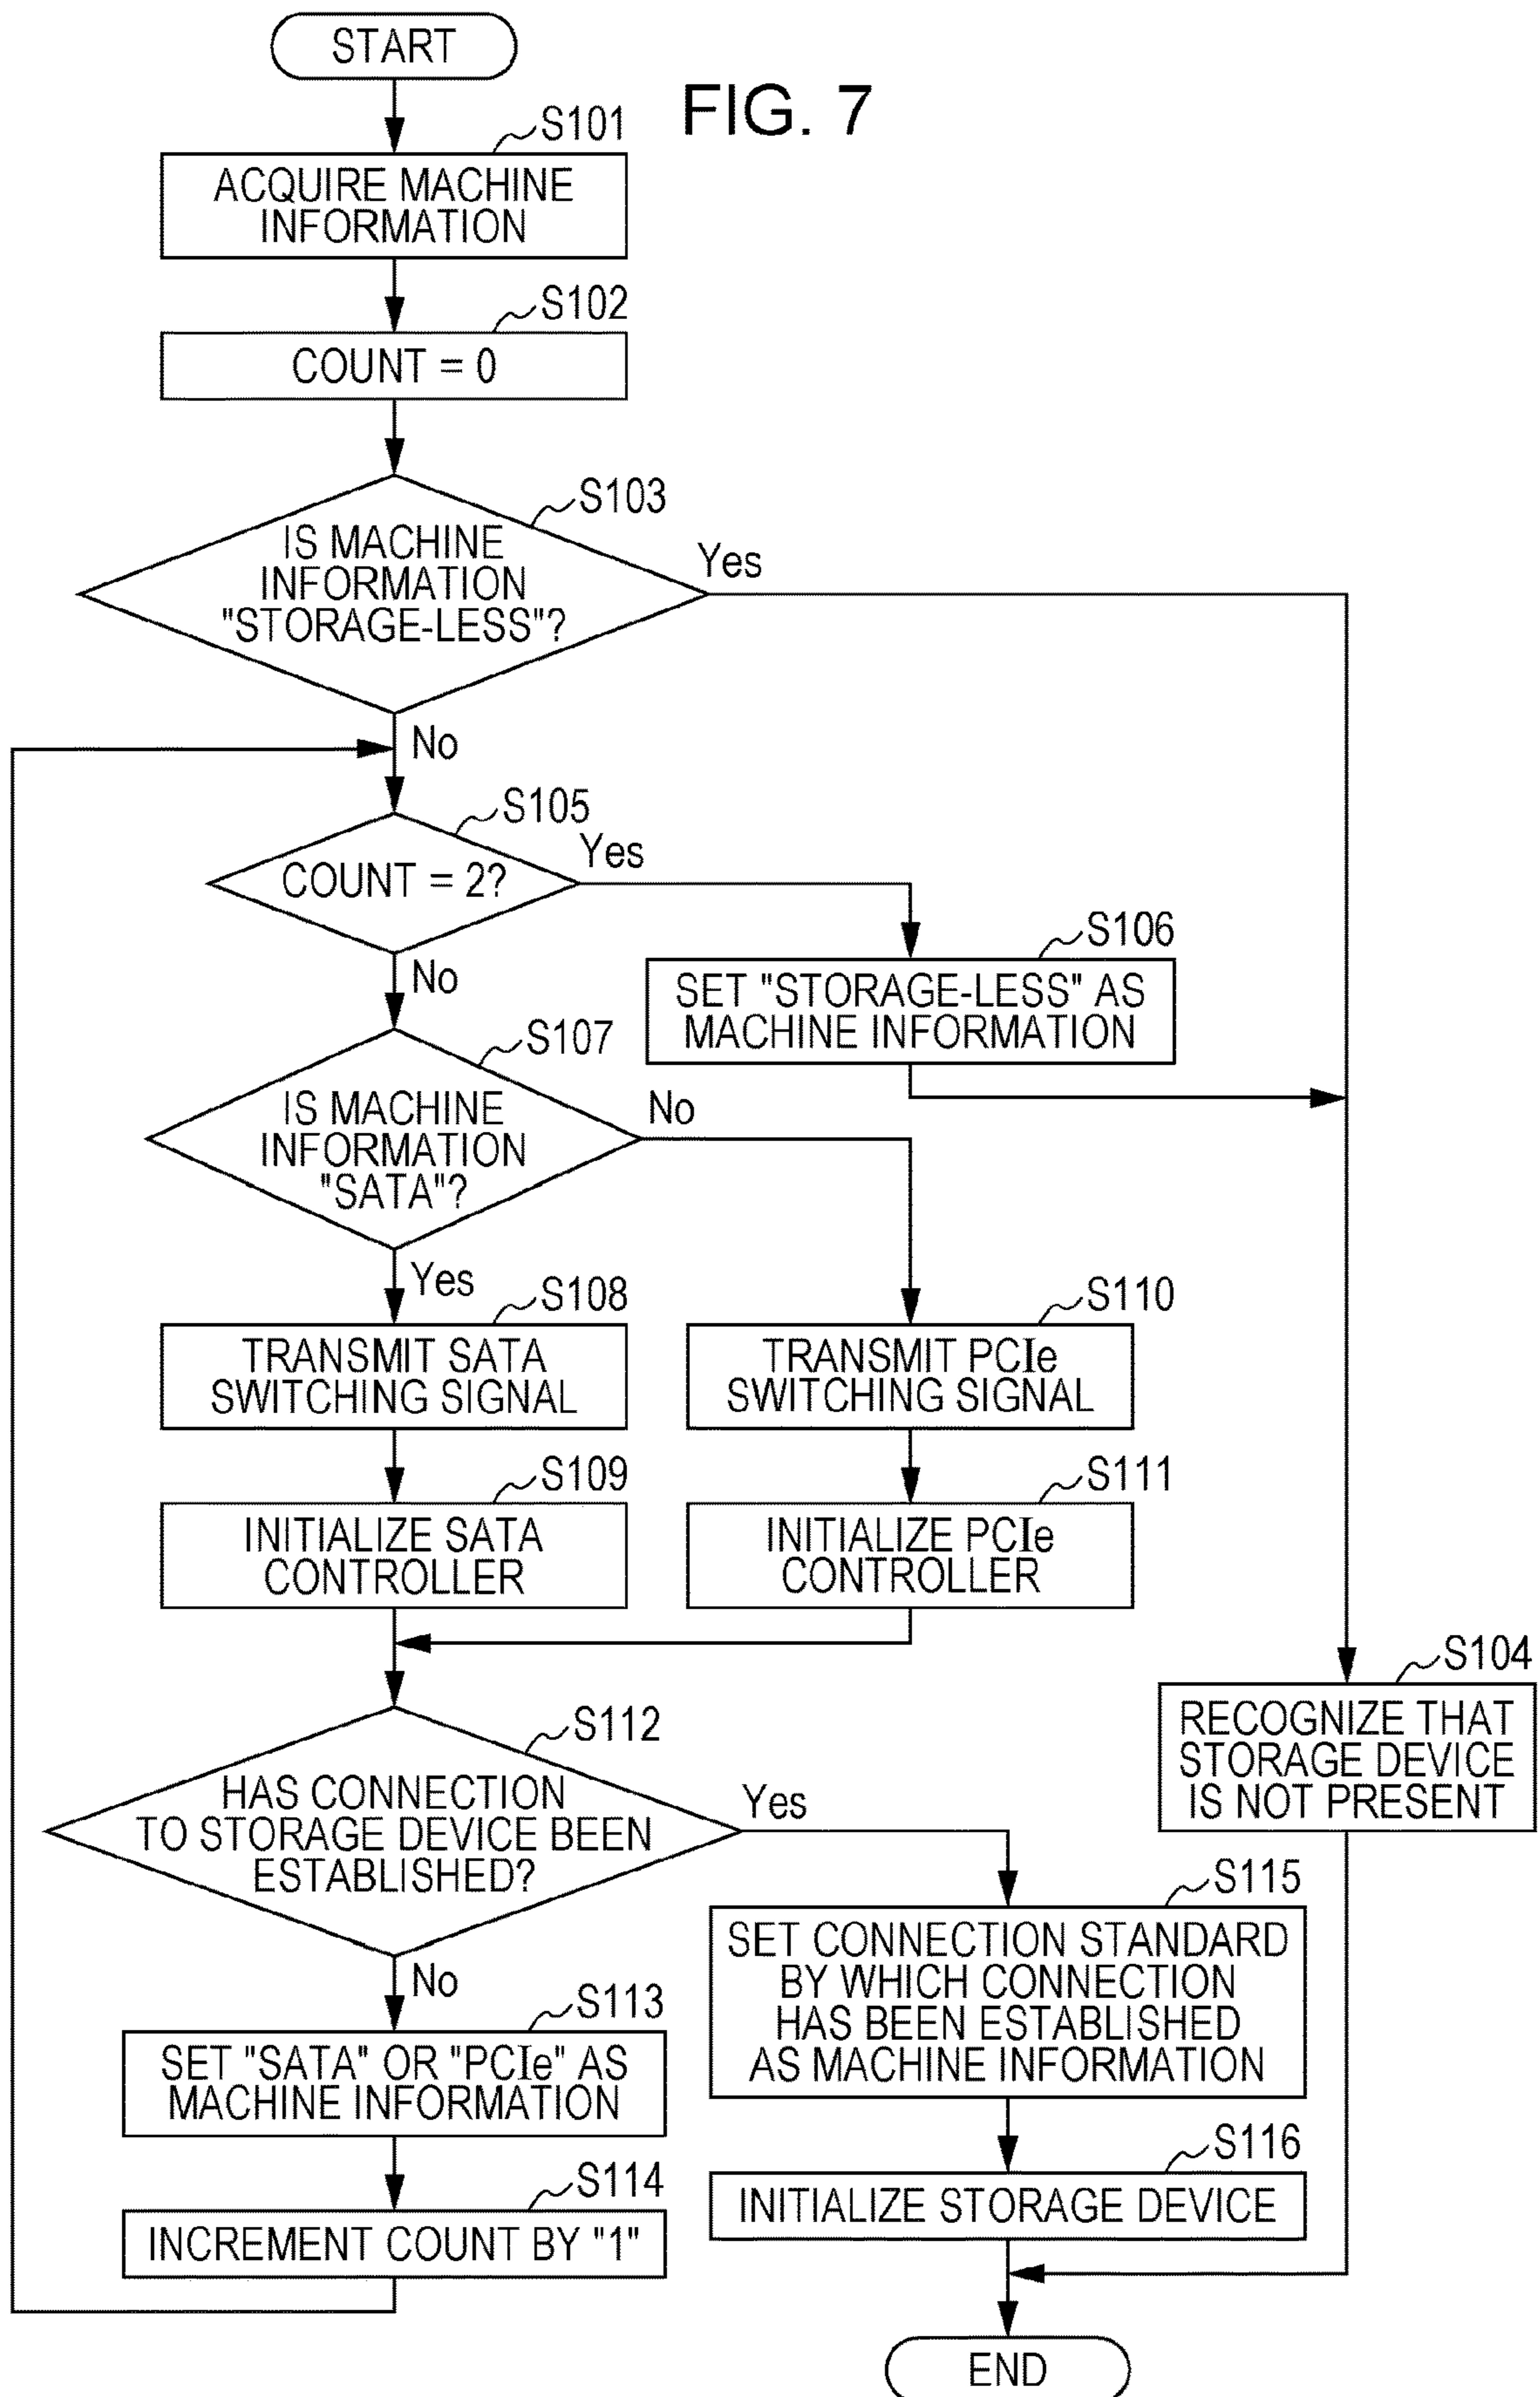 START
FIG. 7
S101
ACQUIRE MACHINE
INFORMATION
S102
COUNT = 0
S103
IS MACHINE
INFORMATION
"STORAGE-LESS"?
Yes
No
S105
COUNT = 2?
Yes
No
S106
SET "STORAGE-LESS" AS
MACHINE INFORMATION
S107
IS MACHINE
INFORMATION
"SATA"?
No
Yes
S108
TRANSMIT SATA
SWITCHING SIGNAL
S110
TRANSMIT PCIe
SWITCHING SIGNAL
S109
INITIALIZE SATA
CONTROLLER
S111
INITIALIZE PCIe
CONTROLLER
S104
RECOGNIZE THAT
STORAGE DEVICE
IS NOT PRESENT
S112
HAS CONNECTION
TO STORAGE DEVICE BEEN
ESTABLISHED?
Yes
No
S115
SET CONNECTION STANDARD
BY WHICH CONNECTION
HAS BEEN ESTABLISHED
AS MACHINE INFORMATION
S113
SET "SATA" OR "PCIe" AS
MACHINE INFORMATION
S116
INITIALIZE STORAGE DEVICE
S114
INCREMENT COUNT BY "1"
END